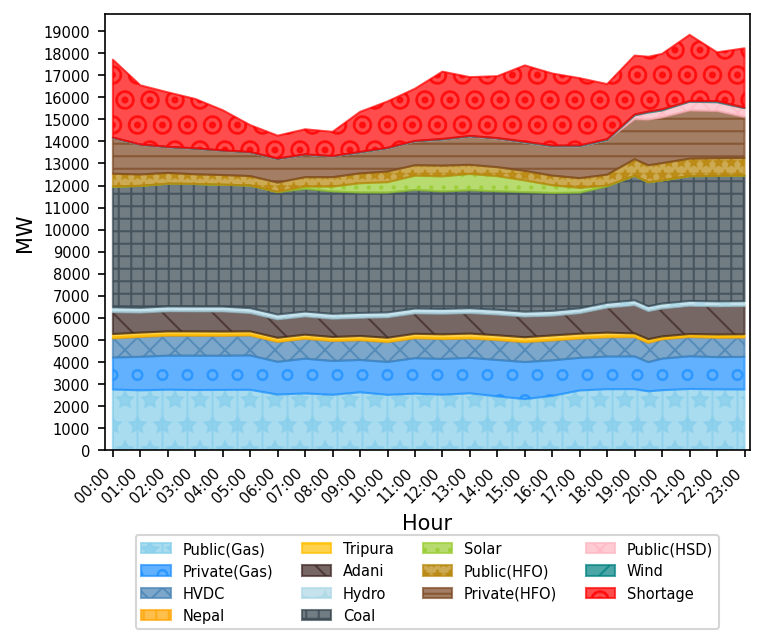 MW
19000
18000
17000
16000
15000
14000
13000
12000
11000
10000
9000
8000
7000
6000
5000
4000
3000
2000
1000
0
00:00 01:00 02:00 03:00 04:00 05:00 06:00 07:00 08:00 09:00 10:00 11:00 12:00 13:00 14:00 15:00 16:00 17:00 18:00 19:00 20:00 21:00 22:00 23:00
Hour
Public(Gas) Tripura Solar Public(HSD)
Private(Gas) Adani Public(HFO) Wind
HVDC Hydro Private(HFO) Shortage
Nepal Coal